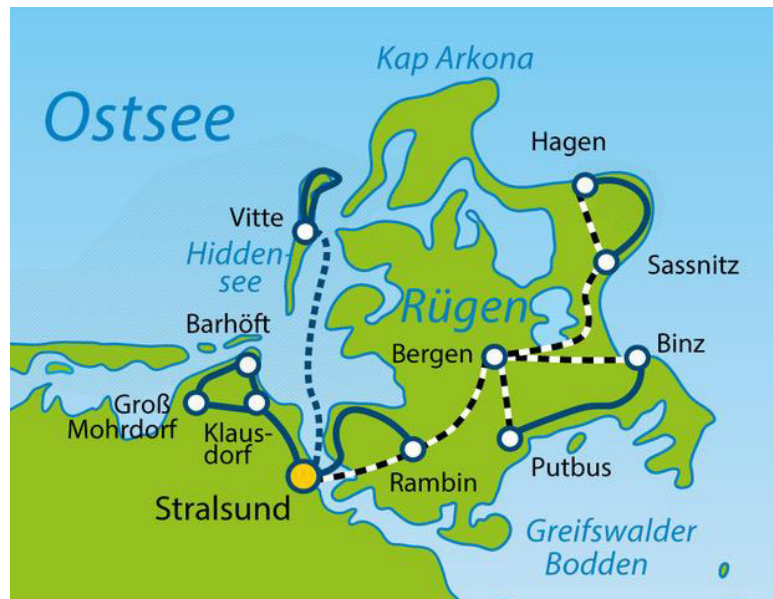 Kap Arkona
Ostsee
Hagen
Vitte
Hidden-
see
Sassnitz
Rügen
Barhöft
Bergen
Binz
Groß
Mohrdorf
Klaus-
dorf
Rambin
Putbus
Stralsund
Greifswalder
Bodden